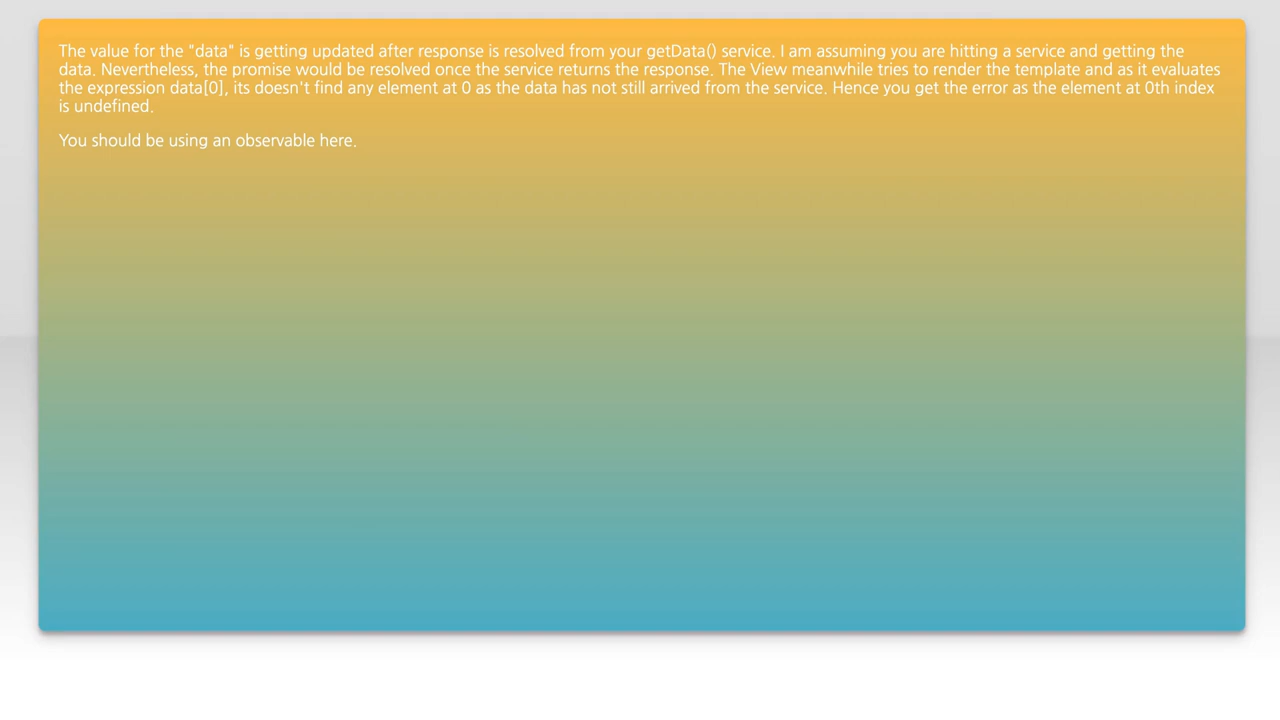 The value for the "data" is getting updated after response is resolved from your getData() service. I am assuming you are hitting a service and getting the
data. Nevertheless, the promise would be resolved once the service returns the response. The View meanwhile tries to render the template and as it evaluates
the expression data[0], its doesn't find any element at 0 as the data has not still arrived from the service. Hence you get the error as the element at 0th index
is undefined.
You should be using an observable here.